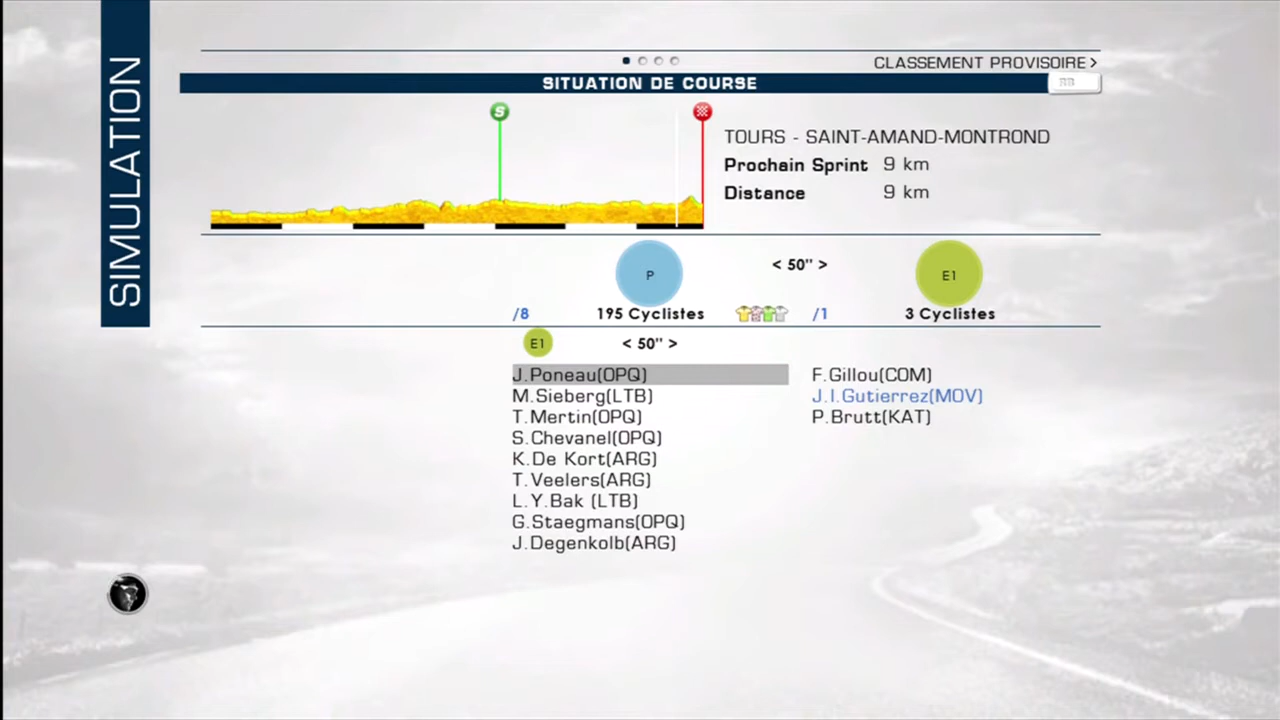 SIMULATION
CLASSEMENT PROVISOIRE >
SITUATION DE COURSE
RB
S
TOURS - SAINT-AMAND-MONTROND
Prochain Sprint 9 km
Distance 9 km
P
< 50'' >
E1
/8
195 Cyclistes
/1
3 Cyclistes
E1
< 50'' >
J.Poneau(OPQ)
M.Sieberg(LTB)
T.Mertin(OPQ)
S.Chevanel(OPQ)
K.De Kort(ARG)
T.Veelers(ARG)
L.Y.Bak (LTB)
G.Staegmans(OPQ)
J.Degenkolb(ARG)
F.Gillou(COM)
J.I.Gutierrez(MOV)
P.Brutt(KAT)